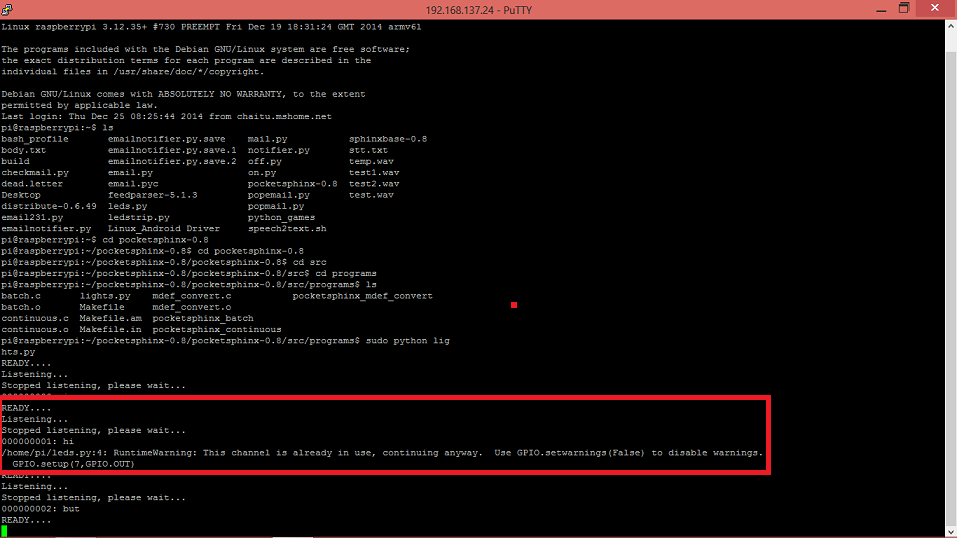 192.168.137.24 - PuTTY
Linux raspberrypi 3.12.35+ #730 PREEMPT Fri Dec 19 18:31:24 GMT 2014 armv6l
The programs included with the Debian GNU/Linux system are free software;
the exact distribution terms for each program are described in the
individual files in /usr/share/doc/*/copyright.
Debian GNU/Linux comes with ABSOLUTELY NO WARRANTY, to the extent
permitted by applicable law.
Last login: Thu Dec 25 08:25:44 2014 from chaitu.mshome.net
pi@raspberrypi:~$ ls
bash_profile emailnotifier.py.save mail.py sphinxbase-0.8
body.txt emailnotifier.py.save.1 notifier.py stt.txt
build emailnotifier.py.save.2 off.py temp.wav
checkmail.py email.py on.py test1.wav
dead.letter email.pyc pocketsphinx-0.8 test2.wav
Desktop feedparser-5.1.3 popemail.py test.wav
distribute-0.6.49 leds.py popmail.py
email231.py ledstrip.py python_games
emailnotifier.py Linux_Android Driver speech2text.sh
pi@raspberrypi:~$ cd pocketsphinx-0.8
pi@raspberrypi:~/pocketsphinx-0.8$ cd pocketsphinx-0.8
pi@raspberrypi:~/pocketsphinx-0.8/pocketsphinx-0.8$ cd src
pi@raspberrypi:~/pocketsphinx-0.8/pocketsphinx-0.8/src$ cd programs
pi@raspberrypi:~/pocketsphinx-0.8/pocketsphinx-0.8/src/programs$ ls
batch.c lights.py mdef_convert.c pocketsphinx_mdef_convert
batch.o Makefile mdef_convert.o
continuous.c Makefile.am pocketsphinx_batch
continuous.o Makefile.in pocketsphinx_continuous
pi@raspberrypi:~/pocketsphinx-0.8/pocketsphinx-0.8/src/programs$ sudo python lig
hts.py
READY....
Listening...
Stopped listening, please wait...
READY....
Listening...
Stopped listening, please wait...
000000001: hi
/home/pi/leds.py:4: RuntimeWarning: This channel is already in use, continuing anyway. Use GPIO.setwarnings(False) to disable warnings.
GPIO.setup(7,GPIO.OUT)
READY....
Listening...
Stopped listening, please wait...
000000002: but
READY....